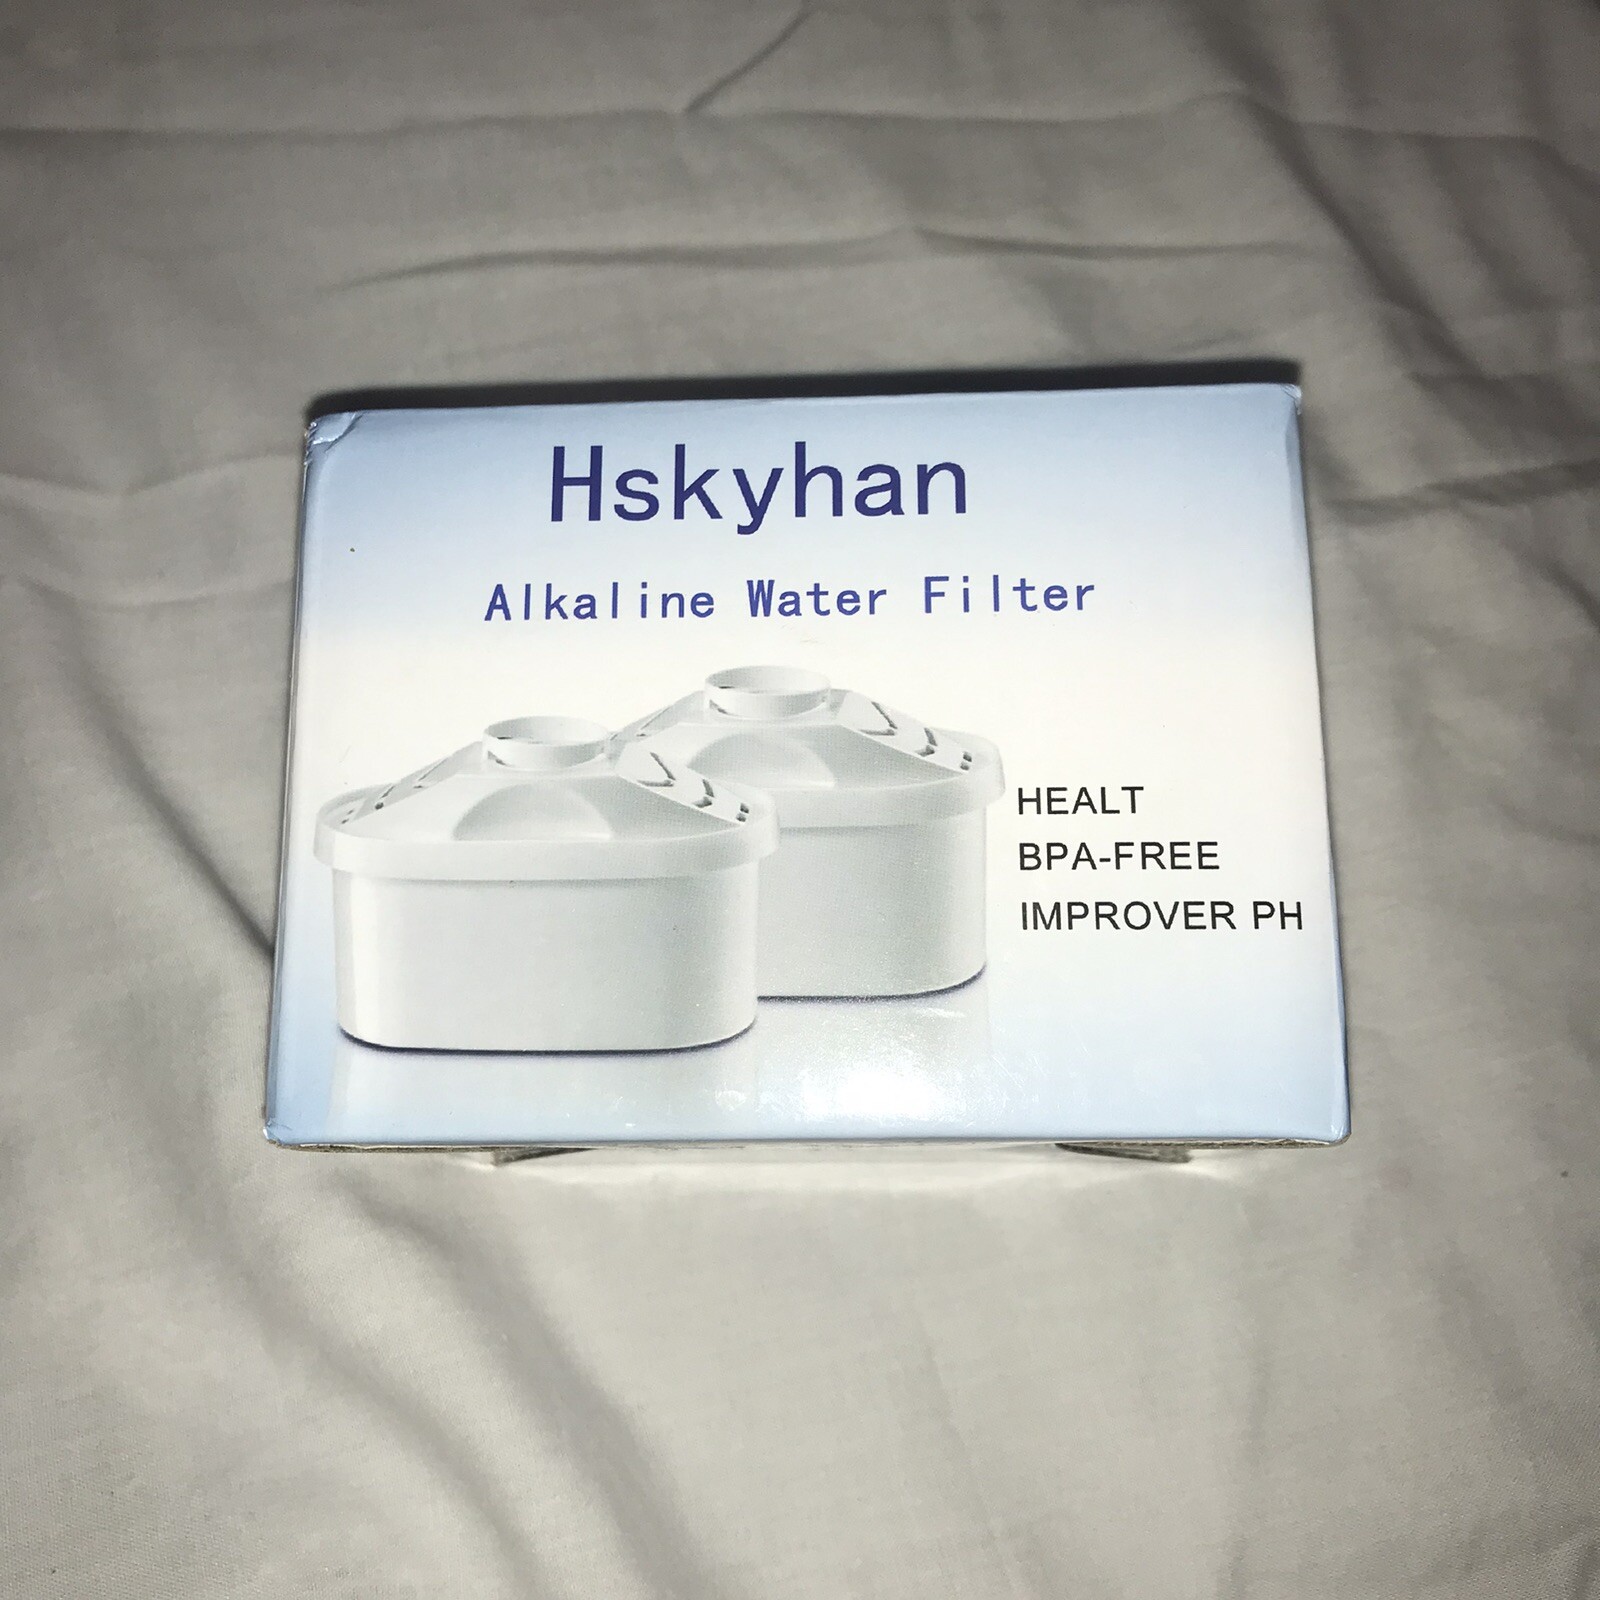 Hskyhan
Alkaline Water Filter
HEALT
BPA-FREE
IMPROVER PH